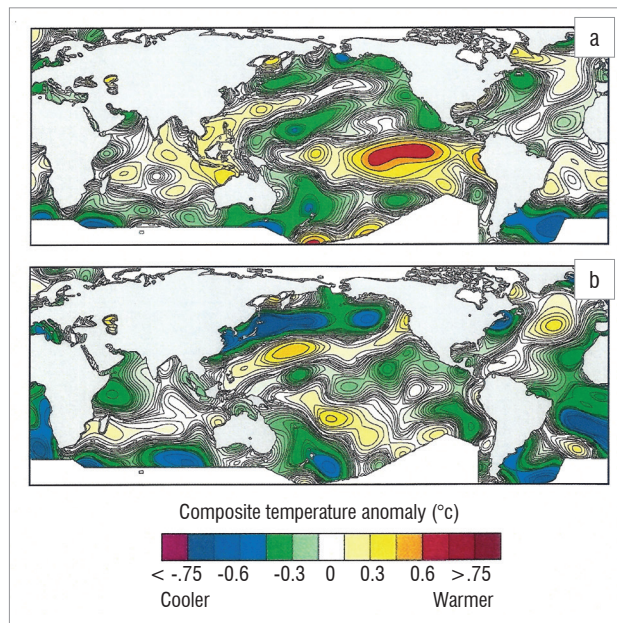 a
b
Composite temperature anomaly (°c)
< -.75 -0.6 -0.3 0 0.3 0.6 >.75
Cooler Warmer